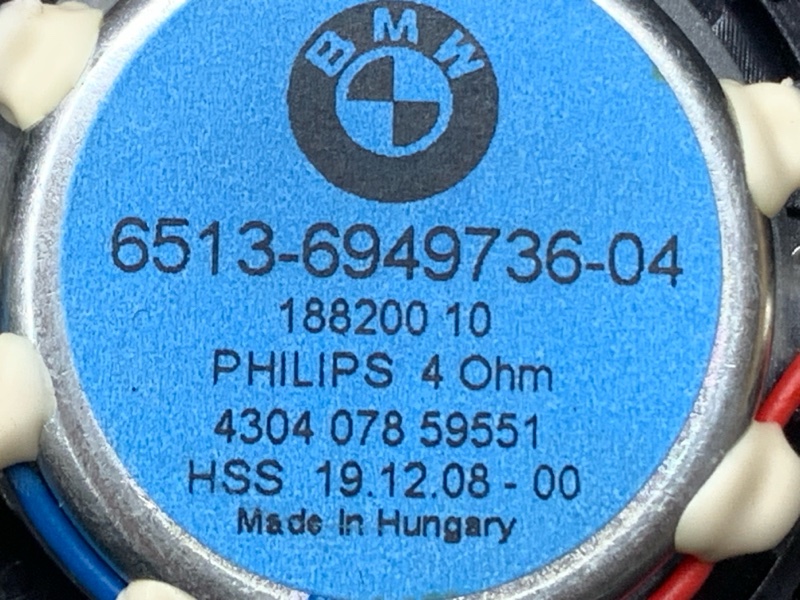 BMW
6513-6949736-04
188200 10
PHILIPS 4 Ohm
4304 078 59551
HSS 19.12.08 - 00
Made In Hungary